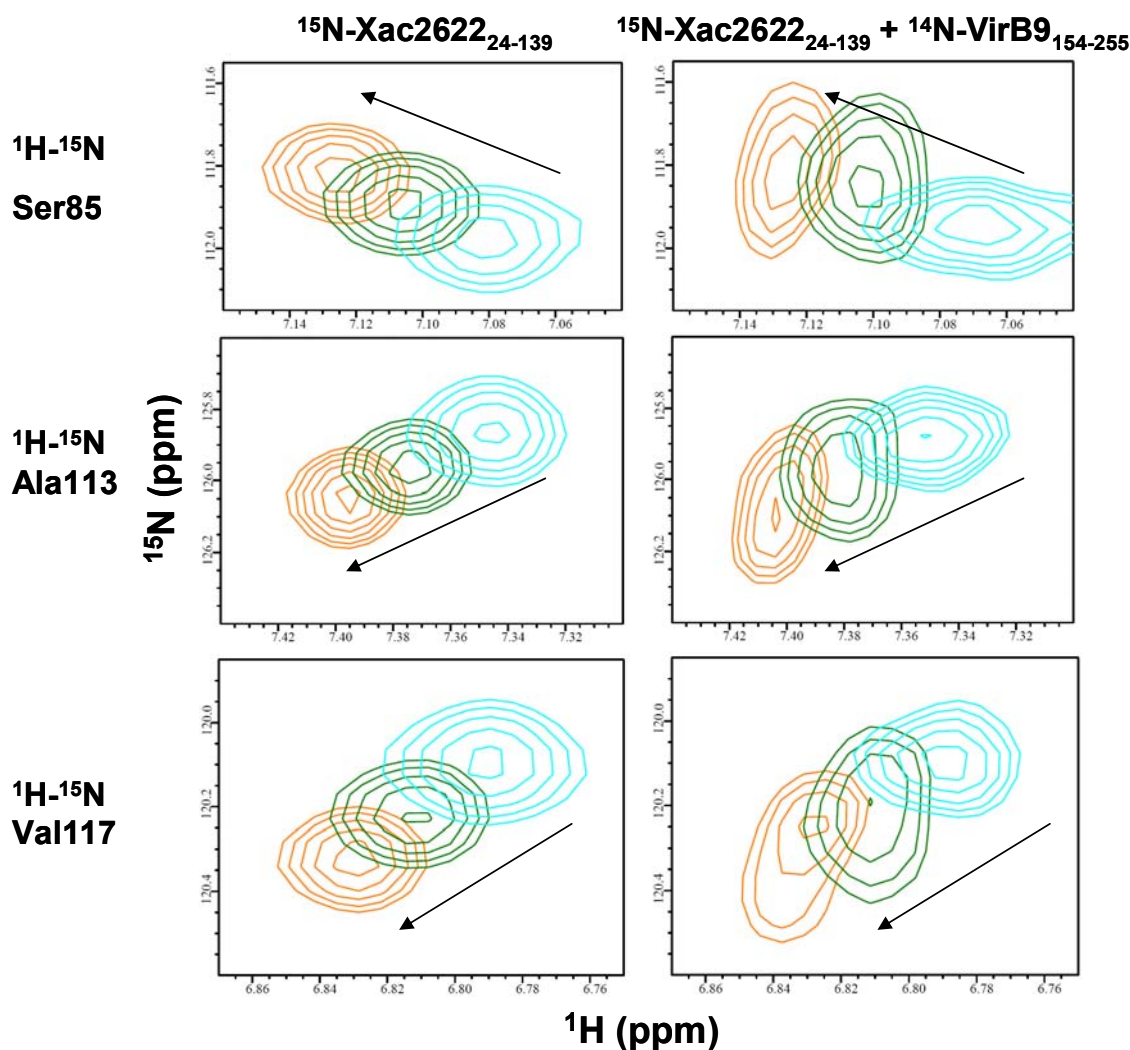 ¹⁵N-Xac2622₂₄₋₁₃₉
¹⁵N-Xac2622₂₄₋₁₃₉ + ¹⁴N-VirB9₁₅₄₋₂₅₅
¹H-¹⁵N
Ser85
111.6
111.8
112.0
7.14 7.12 7.10 7.08 7.06
111.6
111.8
112.0
7.14 7.12 7.10 7.08 7.06
¹H-¹⁵N
Ala113
¹⁵N (ppm)
125.8
126.0
126.2
7.42 7.40 7.38 7.36 7.34 7.32
125.8
126.0
126.2
7.42 7.40 7.38 7.36 7.34 7.32
¹H-¹⁵N
Val117
120.0
120.2
120.4
6.86 6.84 6.82 6.80 6.78 6.76
120.0
120.2
120.4
6.86 6.84 6.82 6.80 6.78 6.76
¹H (ppm)